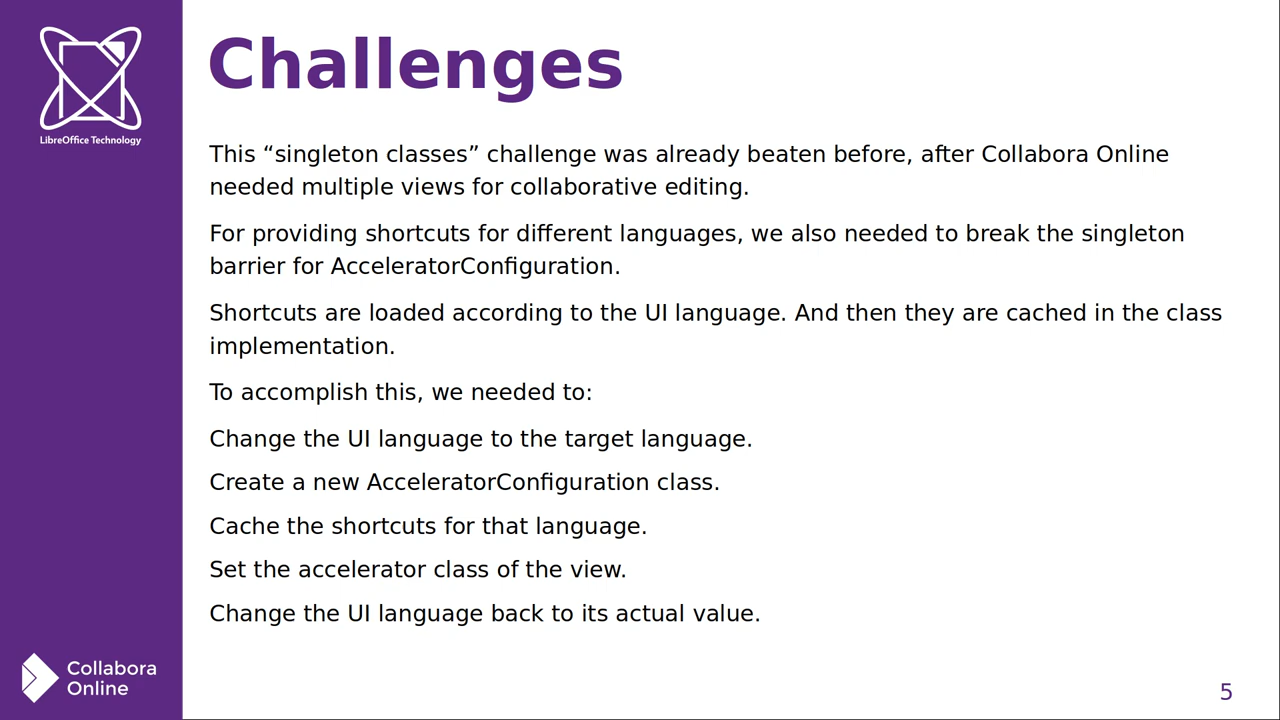 LibreOffice Technology
Challenges
This “singleton classes” challenge was already beaten before, after Collabora Online
needed multiple views for collaborative editing.
For providing shortcuts for different languages, we also needed to break the singleton
barrier for AcceleratorConfiguration.
Shortcuts are loaded according to the UI language. And then they are cached in the class
implementation.
To accomplish this, we needed to:
Change the UI language to the target language.
Create a new AcceleratorConfiguration class.
Cache the shortcuts for that language.
Set the accelerator class of the view.
Change the UI language back to its actual value.
Collabora
Online
5